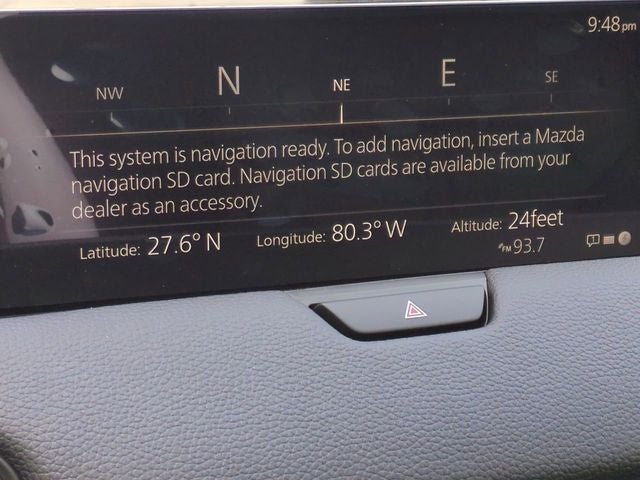 9:48pm
NW N NE E SE
This system is navigation ready. To add navigation, insert a Mazda
navigation SD card. Navigation SD cards are available from your
dealer as an accessory.
Latitude: 27.6° N Longitude: 80.3° W Altitude: 24feet
FM 93.7